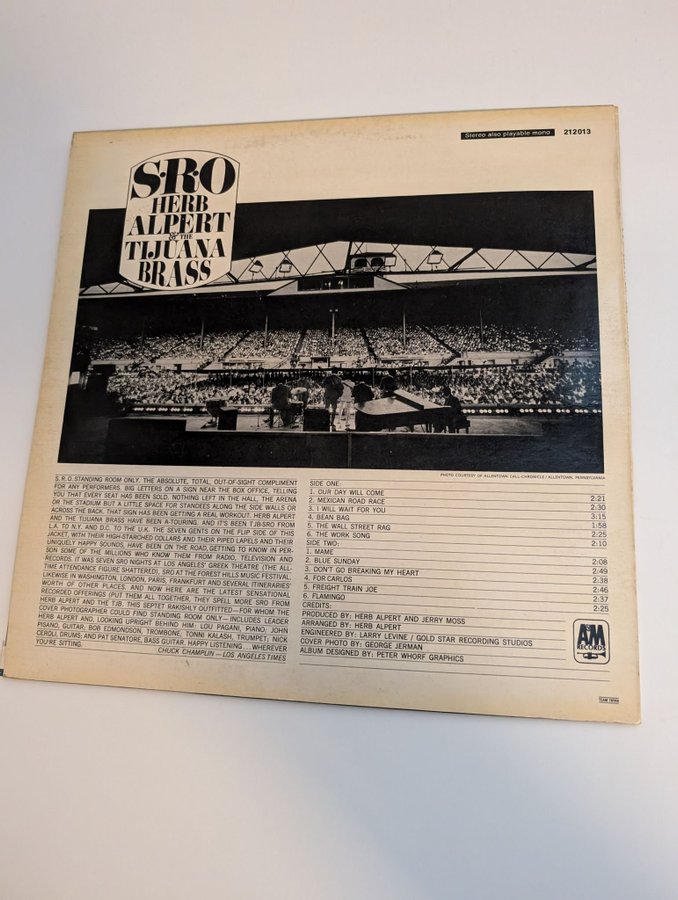 Stereo also playable mono 212013
S·R·O
HERB
ALPERT
& THE
TIJUANA
BRASS
PHOTO COURTESY OF ALLENTOWN CALL-CHRONICLE / ALLENTOWN, PENNSYLVANIA
S. R. O. STANDING ROOM ONLY. THE ABSOLUTE, TOTAL, OUT-OF-SIGHT COMPLIMENT
FOR ANY PERFORMERS. BIG LETTERS ON A SIGN NEAR THE BOX OFFICE, TELLING
YOU THAT EVERY SEAT HAS BEEN SOLD. NOTHING LEFT IN THE HALL, THE ARENA
OR THE STADIUM BUT A LITTLE SPACE FOR STANDEES ALONG THE SIDE WALLS OR
ACROSS THE BACK. THAT SIGN HAS BEEN GETTING A REAL WORKOUT. HERB ALPERT
AND THE TIJUANA BRASS HAVE BEEN A-TOURING. AND IT'S BEEN TJB-SRO FROM
L.A. TO N.Y. AND D.C. TO THE U.K. THE SEVEN GENTS ON THE FLIP SIDE OF THIS
JACKET, WITH THEIR HIGH-STARCHED COLLARS AND THEIR PIPED LAPELS AND THEIR
UNIQUELY HAPPY SOUNDS, HAVE BEEN ON THE ROAD, GETTING TO KNOW IN PER-
SON SOME OF THE MILLIONS WHO KNOW THEM FROM RADIO, TELEVISION AND
RECORDS. IT WAS SEVEN SRO NIGHTS AT LOS ANGELES' GREEK THEATRE (THE ALL-
TIME ATTENDANCE FIGURE SHATTERED), SRO AT THE FOREST HILLS MUSIC FESTIVAL.
LIKEWISE IN WASHINGTON, LONDON, PARIS, FRANKFURT AND SEVERAL ITINERARIES'
WORTH OF OTHER PLACES. AND NOW HERE ARE THE LATEST SENSATIONAL
RECORDED OFFERINGS (PUT THEM ALL TOGETHER, THEY SPELL MORE SRO FROM
HERB ALPERT AND THE TJB. THIS SEPTET RAKISHLY OUTFITTED—FOR WHOM THE
COVER PHOTOGRAPHER COULD FIND STANDING ROOM ONLY—INCLUDES LEADER
HERB ALPERT AND, LOOKING UPRIGHT BEHIND HIM: LOU PAGANI, PIANO, JOHN
PISANO, GUITAR; BOB EDMONDSON, TROMBONE, TONNI KALASH, TRUMPET; NICK
CEROLI, DRUMS; AND PAT SENATORE, BASS GUITAR. HAPPY LISTENING...WHEREVER
YOU'RE SITTING.
CHUCK CHAMPLIN—LOS ANGELES TIMES
SIDE ONE:
1. OUR DAY WILL COME 2:21
2. MEXICAN ROAD RACE 2:30
3. I WILL WAIT FOR YOU 3:15
4. BEAN BAG 1:58
5. THE WALL STREET RAG 2:25
6. THE WORK SONG 2:10
SIDE TWO:
1. MAME 2:08
2. BLUE SUNDAY 2:49
3. DON'T GO BREAKING MY HEART 2:38
4. FOR CARLOS 2:46
5. FREIGHT TRAIN JOE 2:37
6. FLAMINGO 2:25
CREDITS:
PRODUCED BY: HERB ALPERT AND JERRY MOSS
ARRANGED BY: HERB ALPERT
ENGINEERED BY: LARRY LEVINE / GOLD STAR RECORDING STUDIOS
COVER PHOTO BY: GEORGE JERMAN
ALBUM DESIGNED BY: PETER WHORF GRAPHICS
A&M
RECORDS